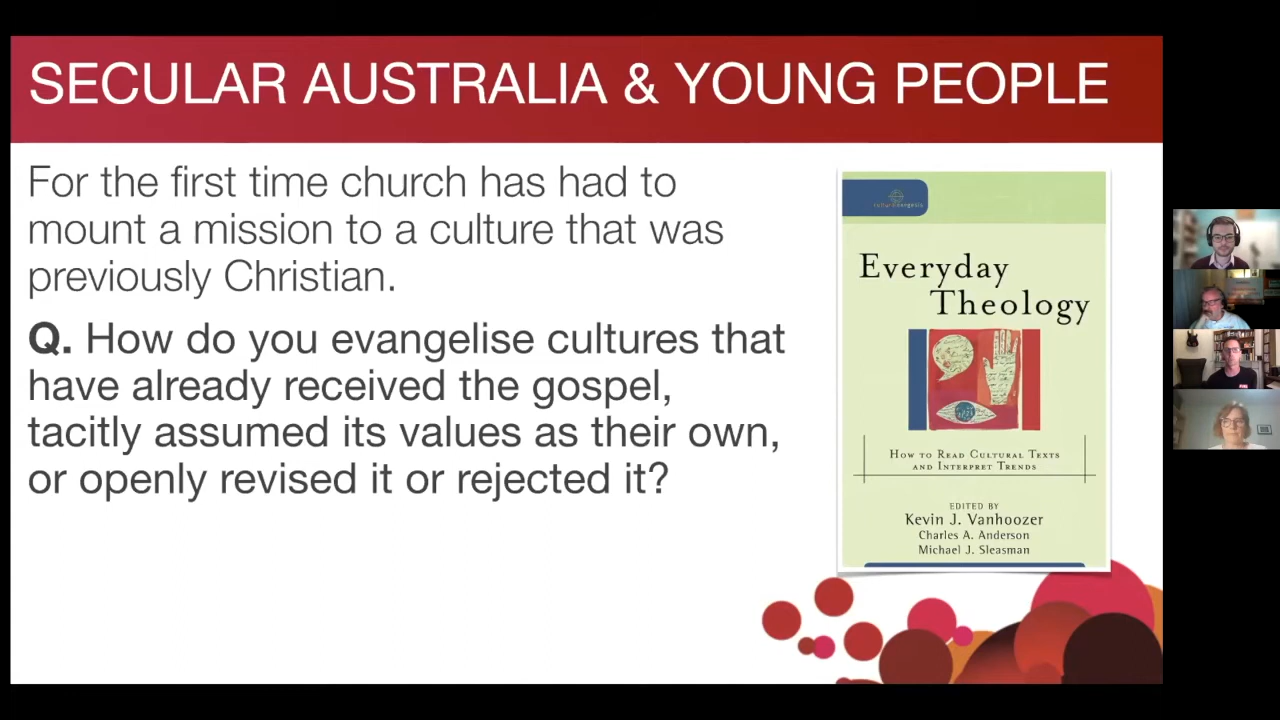 SECULAR AUSTRALIA & YOUNG PEOPLE
For the first time church has had to
mount a mission to a culture that was
previously Christian.
Q. How do you evangelise cultures that
have already received the gospel,
tacitly assumed its values as their own,
or openly revised it or rejected it?
Everyday
Theology
HOW TO READ CULTURAL TEXTS
AND INTERPRET TRENDS
EDITED BY
Kevin J. Vanhoozer
Charles A. Anderson
Michael J. Sleasman